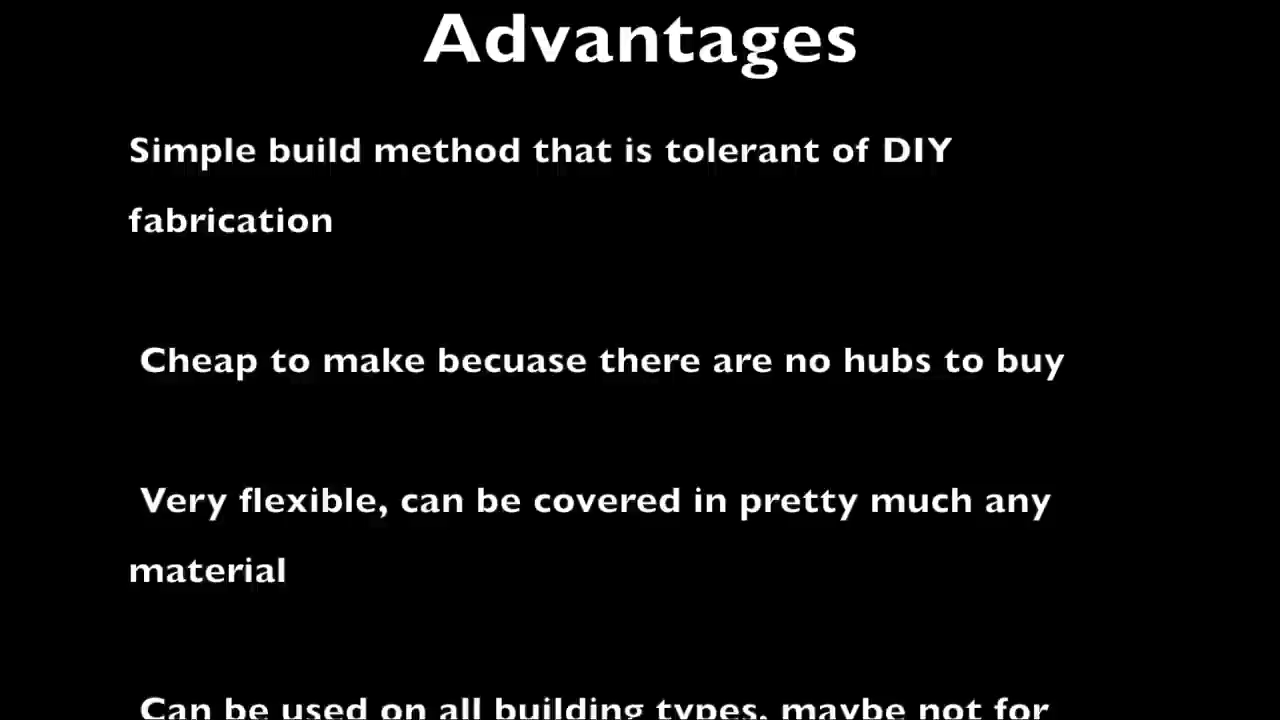 Advantages
Simple build method that is tolerant of DIY
fabrication
Cheap to make becuase there are no hubs to buy
Very flexible, can be covered in pretty much any
material
Can be used on all building types, maybe not for